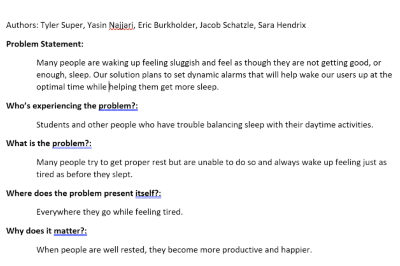 Authors: Tyler Super, Yasin Najjari, Eric Burkholder, Jacob Schatzle, Sara Hendrix
Problem Statement:
Many people are waking up feeling sluggish and feel as though they are not getting good, or
enough, sleep. Our solution plans to set dynamic alarms that will help wake our users up at the
optimal time while helping them get more sleep.
Who's experiencing the problem?:
Students and other people who have trouble balancing sleep with their daytime activities.
What is the problem?:
Many people try to get proper rest but are unable to do so and always wake up feeling just as
tired as before they slept.
Where does the problem present itself?:
Everywhere they go while feeling tired.
Why does it matter?:
When people are well rested, they become more productive and happier.